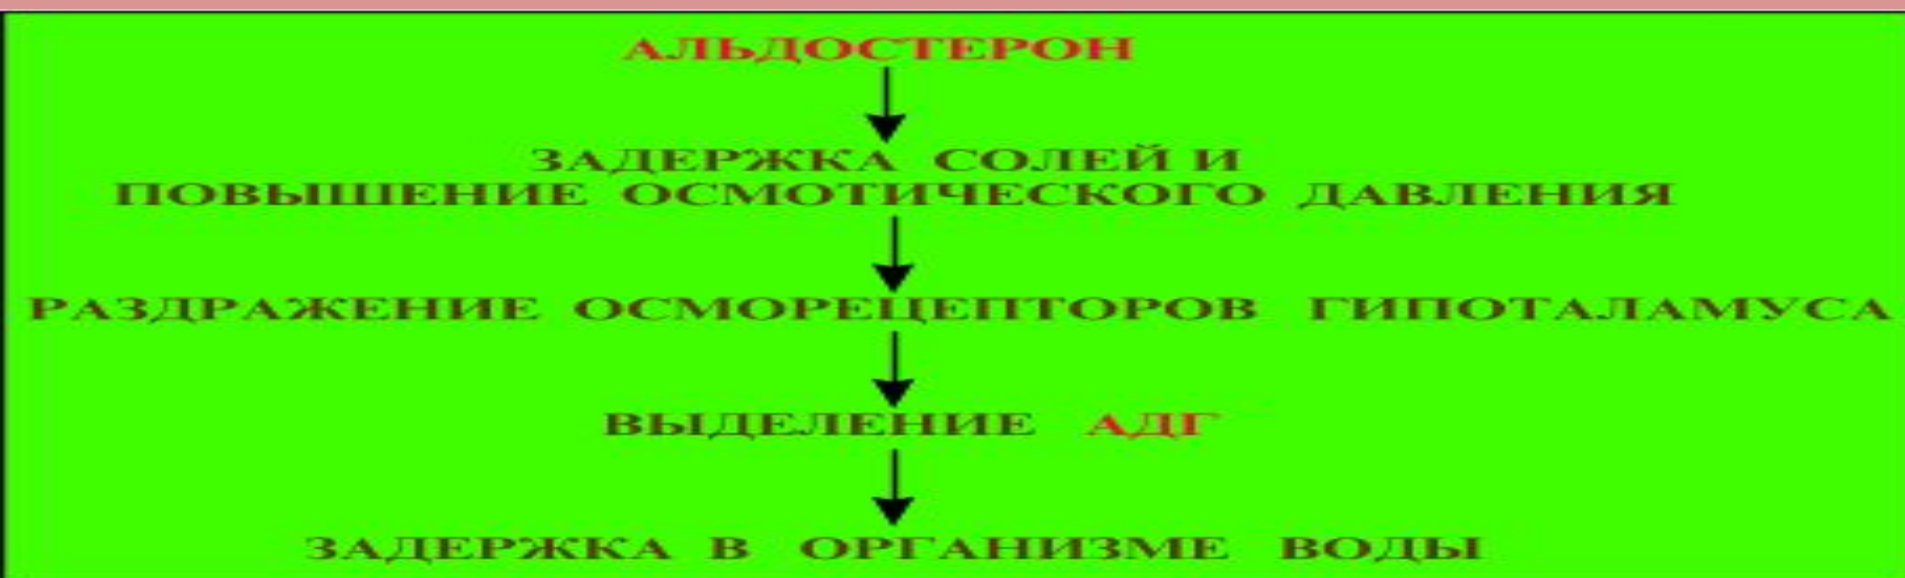 АЛЬДОСТЕРОН
ЗАДЕРЖКА СОЛЕЙ И
ПОВЫШЕНИЕ ОСМОТИЧЕСКОГО ДАВЛЕНИЯ
РАЗДРАЖЕНИЕ ОСМОРЕЦЕПТОРОВ ГИПОТАЛАМУСА
ВЫДЕЛЕНИЕ АДГ
ЗАДЕРЖКА В ОРГАНИЗМЕ ВОДЫ